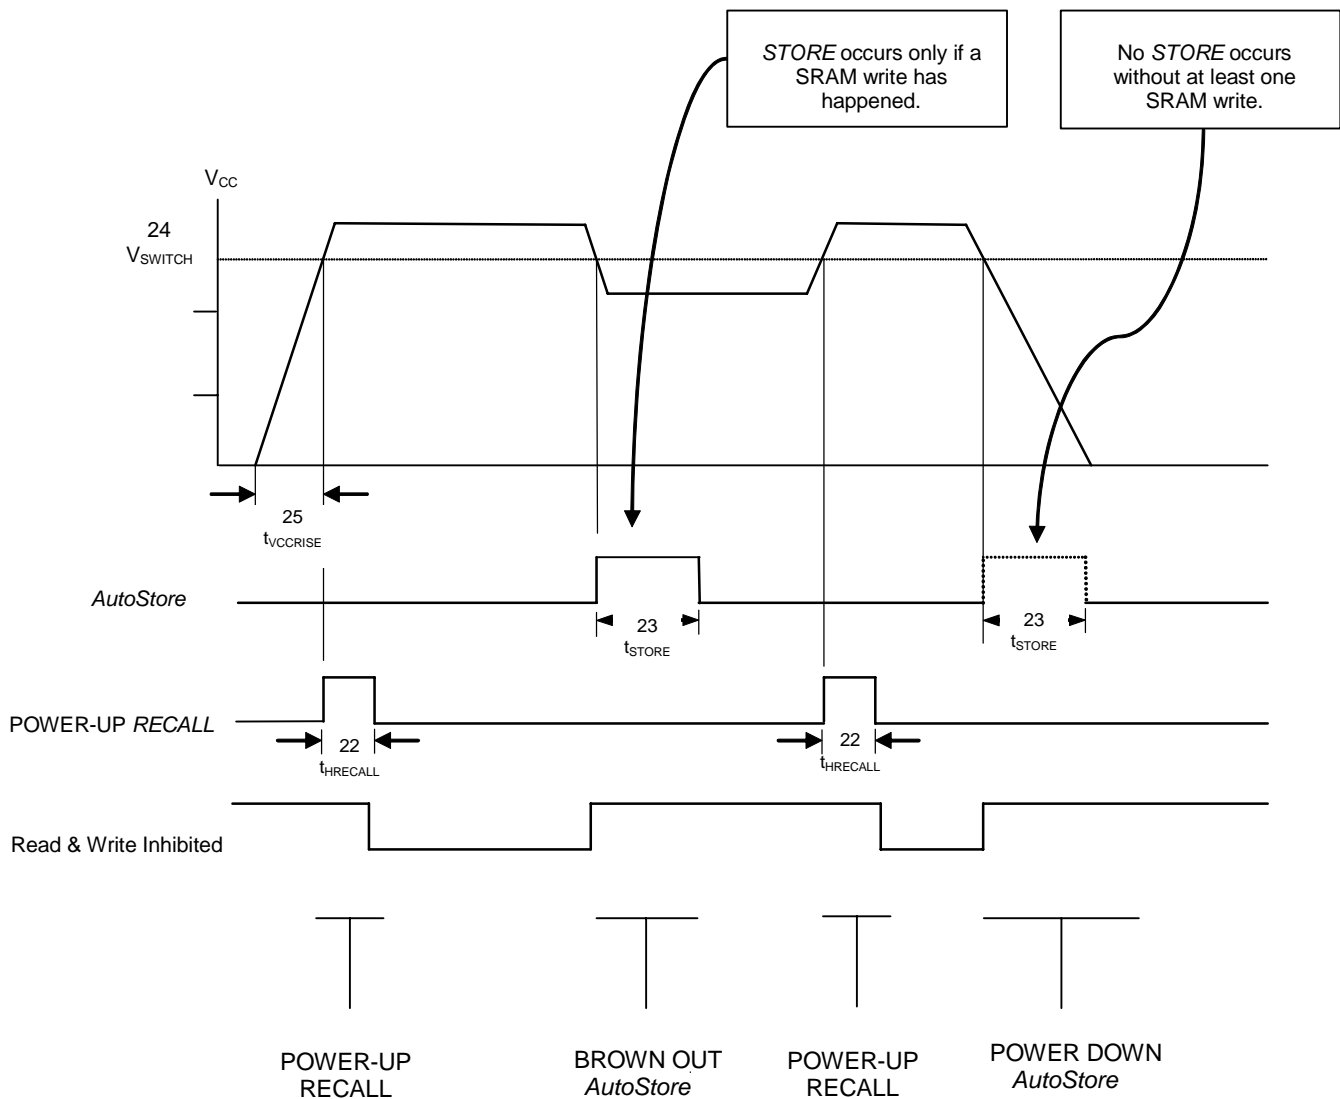 STORE occurs only if a
SRAM write has
happened.
No STORE occurs
without at least one
SRAM write.
VCC
24
VSWITCH
25
tVCCRISE
AutoStore
23
tSTORE
23
tSTORE
POWER-UP RECALL
22
tHRECALL
22
tHRECALL
Read & Write Inhibited
POWER-UP
RECALL
BROWN OUT
AutoStore
POWER-UP
RECALL
POWER DOWN
AutoStore